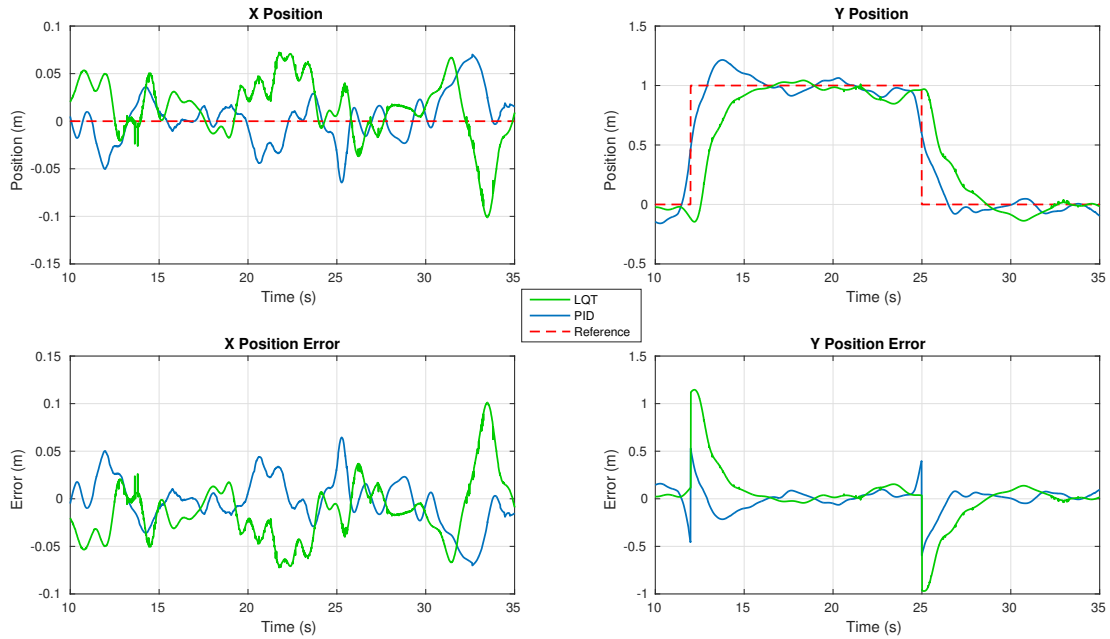 X Position
0.1
0.05
0
-0.05
-0.1
-0.15
Position (m)
10 15 20 25 30 35
Time (s)
Y Position
1.5
1
0.5
0
-0.5
Position (m)
10 15 20 25 30 35
Time (s)
LQT
PID
Reference
X Position Error
0.15
0.1
0.05
0
-0.05
-0.1
Error (m)
10 15 20 25 30 35
Time (s)
Y Position Error
1.5
1
0.5
0
-0.5
-1
Error (m)
10 15 20 25 30 35
Time (s)